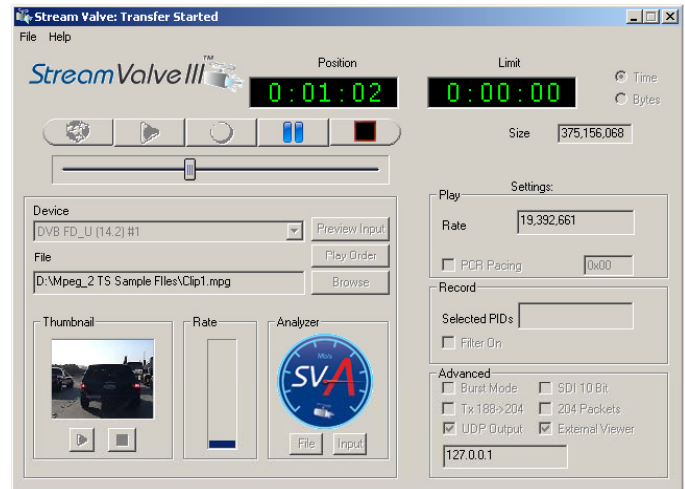 Stream Valve: Transfer Started
File Help
StreamValve III™
Position
0:01:02
Limit
0:00:00
Time
Bytes
Size 375,156,068
Device
DVB FD_U (14.2) #1
Preview Input
File
Play Order
D:\Mpeg_2 TS Sample FIles\Clip1.mpg
Browse
Thumbnail
Rate
Analyzer
Mb/s
SVA
File Input
Settings:
Play
Rate 19,392,661
PCR Pacing 0x00
Record
Selected PIDs
Filter On
Advanced
Burst Mode SDI 10 Bit
Tx 188->204 204 Packets
UDP Output External Viewer
127.0.0.1